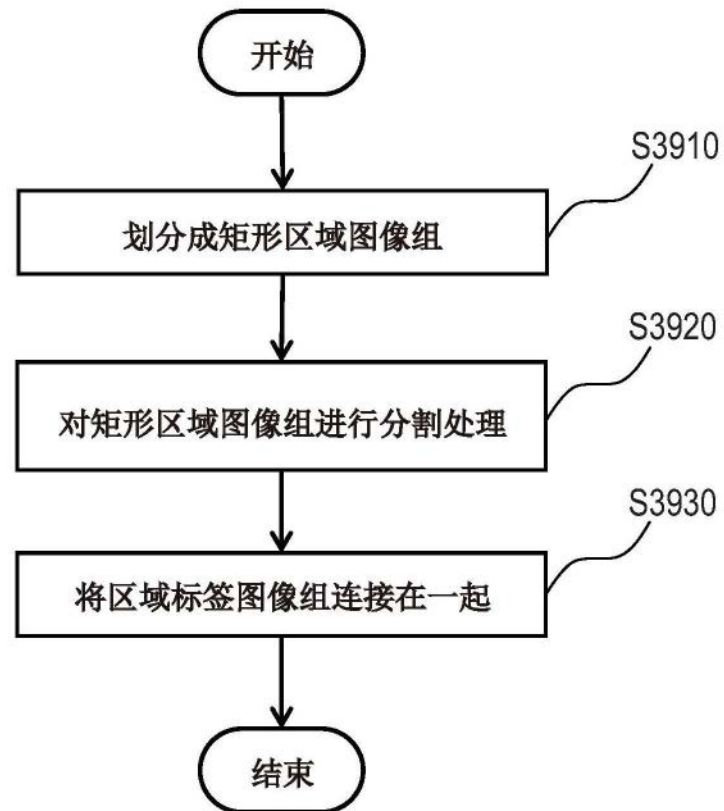 开始
S3910
划分成矩形区域图像组
S3920
对矩形区域图像组进行分割处理
S3930
将区域标签图像组连接在一起
结束